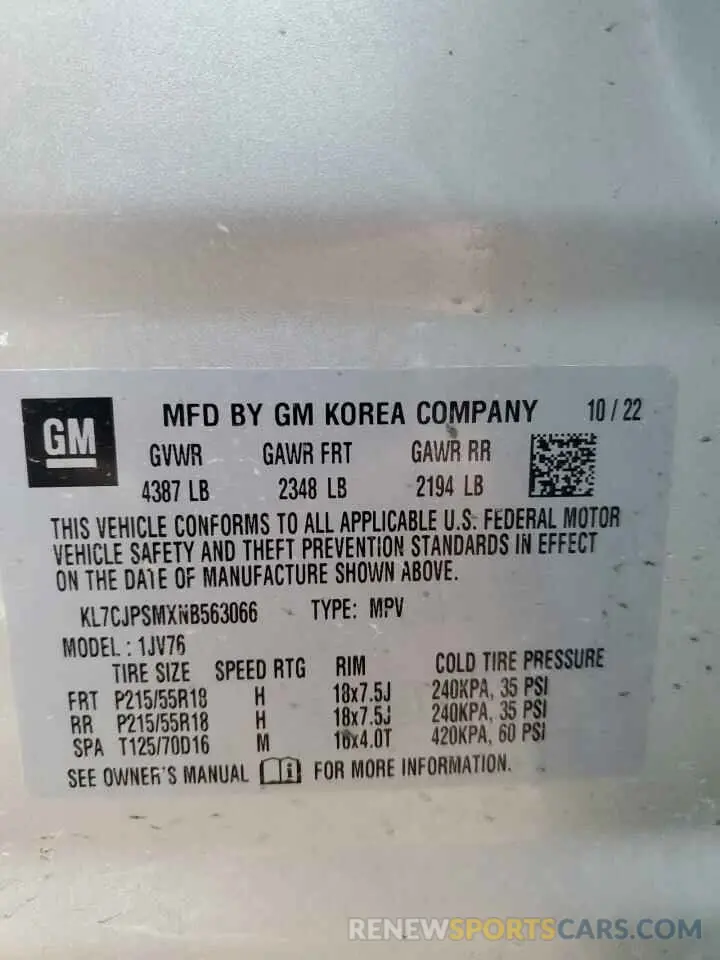 GM
MFD BY GM KOREA COMPANY 10 / 22
GVWR GAWR FRT GAWR RR
4387 LB 2348 LB 2194 LB
THIS VEHICLE CONFORMS TO ALL APPLICABLE U.S. FEDERAL MOTOR
VEHICLE SAFETY AND THEFT PREVENTION STANDARDS IN EFFECT
ON THE DATE OF MANUFACTURE SHOWN ABOVE.
KL7CJPSMXNB563066 TYPE: MPV
MODEL : 1JV76
TIRE SIZE SPEED RTG RIM COLD TIRE PRESSURE
FRT P215/55R18 H 18x7.5J 240KPA, 35 PSI
RR P215/55R18 H 18x7.5J 240KPA, 35 PSI
SPA T125/70D16 M 16x4.0T 420KPA, 60 PSI
SEE OWNER'S MANUAL i FOR MORE INFORMATION.
RENEWSPORTSCARS.COM